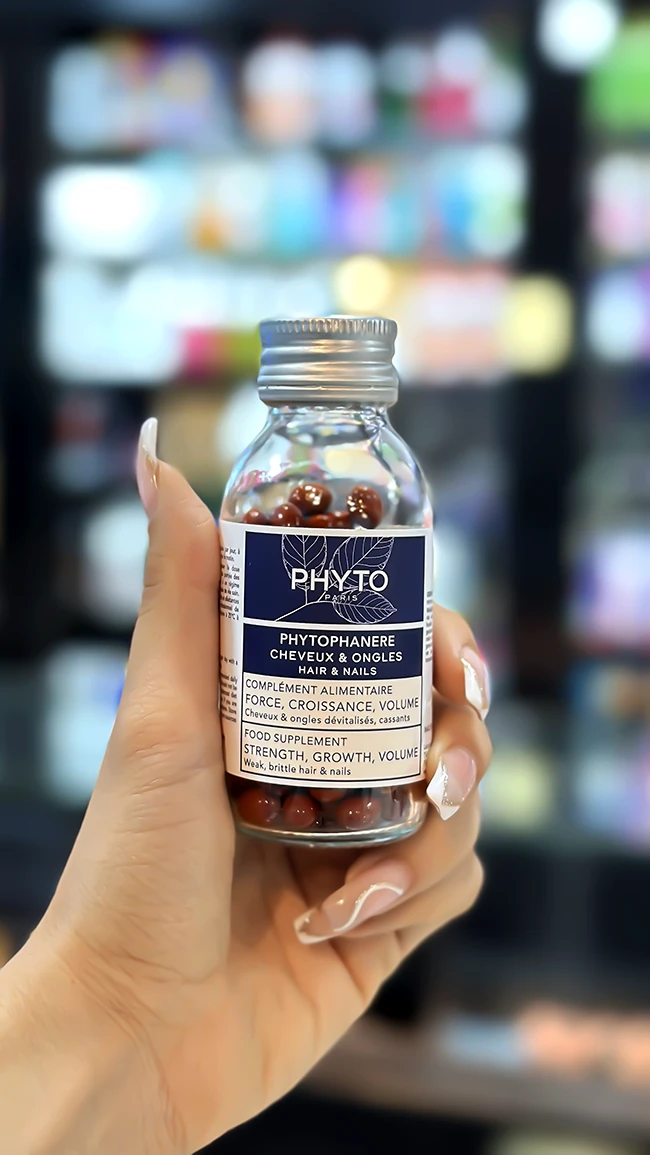 PHYTO
PARIS
PHYTOPHANERE
CHEVEUX & ONGLES
HAIR & NAILS
COMPLÉMENT ALIMENTAIRE
FORCE, CROISSANCE, VOLUME
Cheveux & ongles dévitalisés, cassants
FOOD SUPPLEMENT
STRENGTH, GROWTH, VOLUME
Weak, brittle hair & nails